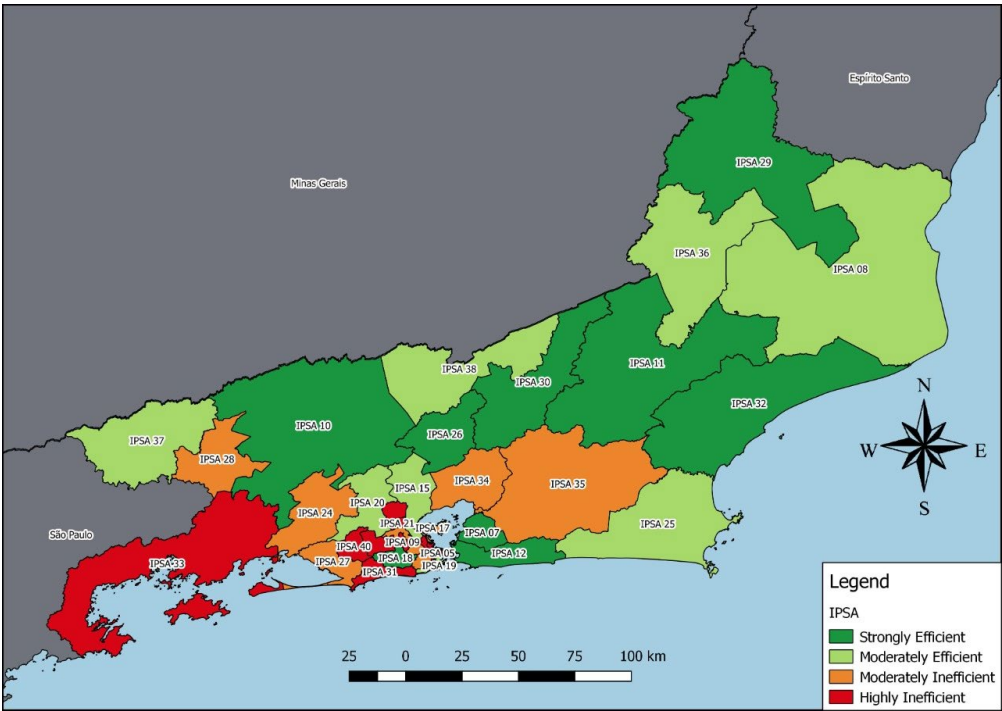 Espírito Santo
IPSA 29
Minas Gerais
IPSA 36
IPSA 08
IPSA 11
IPSA 38
IPSA 30
IPSA 32
IPSA 10
IPSA 26
IPSA 37
IPSA 28
IPSA 34
IPSA 35
IPSA 15
IPSA 20
IPSA 24
IPSA 21
IPSA 17
IPSA 25
São Paulo
IPSA 07
IPSA 40
IPSA 09
IPSA 05
IPSA 12
IPSA 33
IPSA 27
IPSA 18
IPSA 19
IPSA 31
N
W E
S
Legend
IPSA
Strongly Efficient
Moderately Efficient
Moderately Inefficient
Highly Inefficient
25 0 25 50 75 100 km